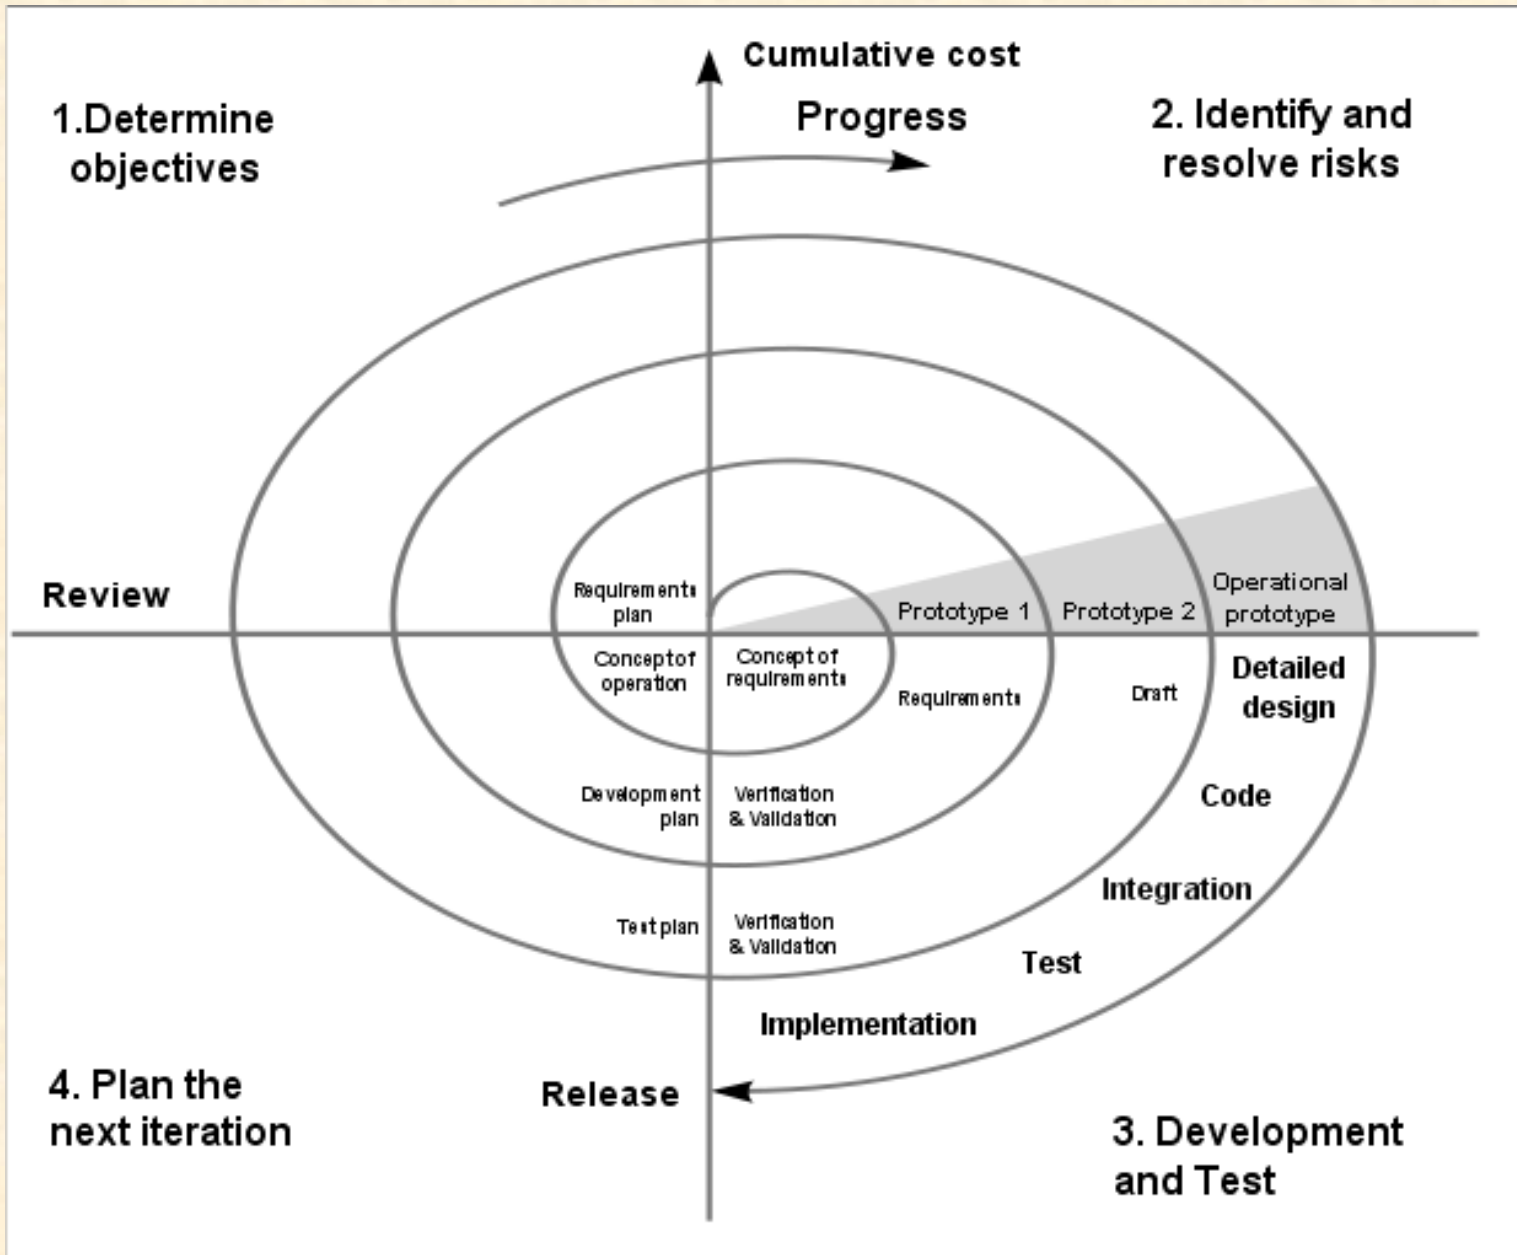 Cumulative cost
Progress
1.Determine
objectives
2. Identify and
resolve risks
Review
Requirements
plan
Prototype 1
Prototype 2
Operational
prototype
Concept of
operation
Concept of
requirements
Requirements
Draft
Detailed
design
Development
plan
Verification
& Validation
Code
Integration
Test plan
Verification
& Validation
Test
Implementation
4. Plan the
next iteration
Release
3. Development
and Test